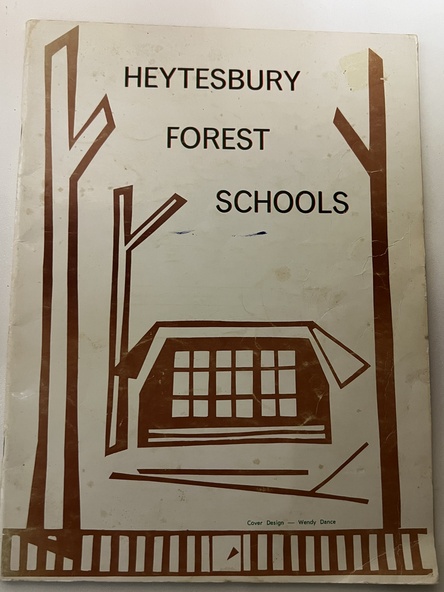 HEYTESBURY
FOREST
SCHOOLS
Cover Design — Wendy Dance